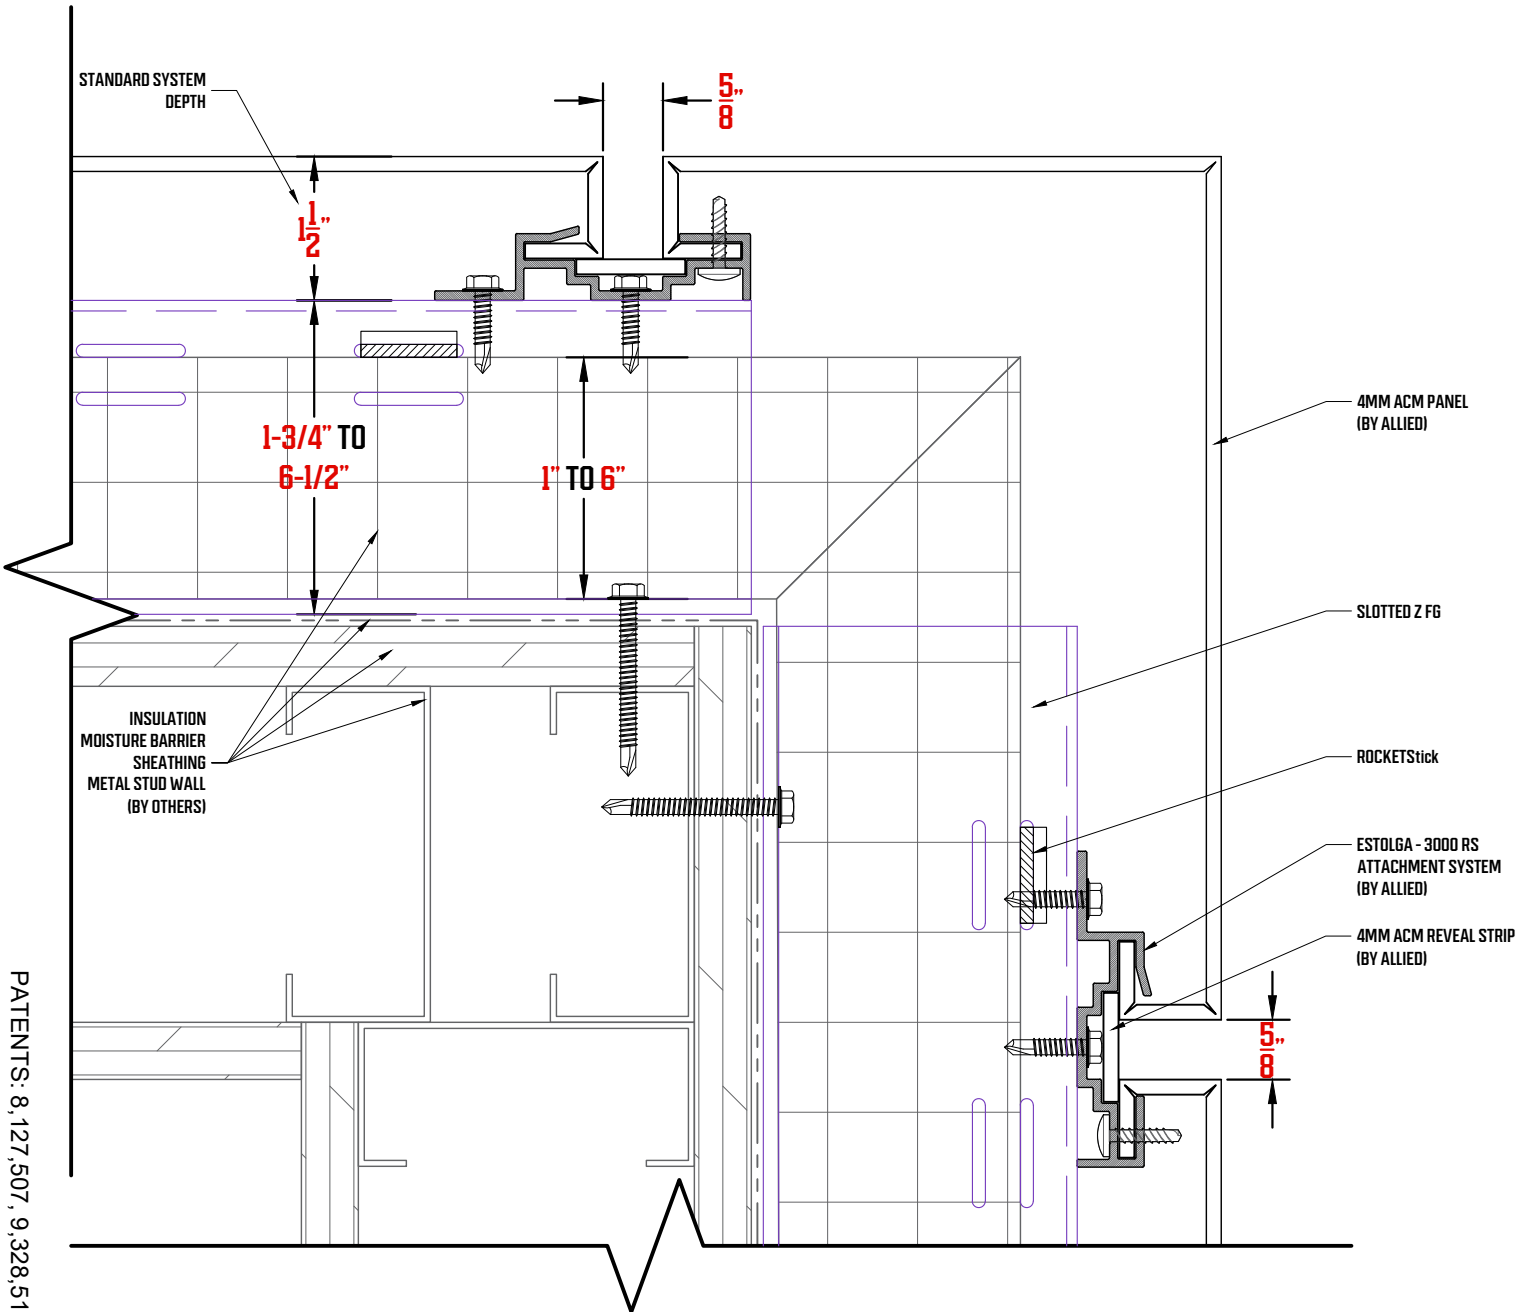 STANDARD SYSTEM
DEPTH
5"
8
1 1"
2
1-3/4" TO
6-1/2"
1" TO 6"
4MM ACM PANEL
(BY ALLIED)
SLOTTED Z FG
INSULATION
MOISTURE BARRIER
SHEATHING
METAL STUD WALL
(BY OTHERS)
ROCKETStick
ESTOLGA - 3000 RS
ATTACHMENT SYSTEM
(BY ALLIED)
4MM ACM REVEAL STRIP
(BY ALLIED)
5"
8
PATENTS: 8,127,507, 9,328,51